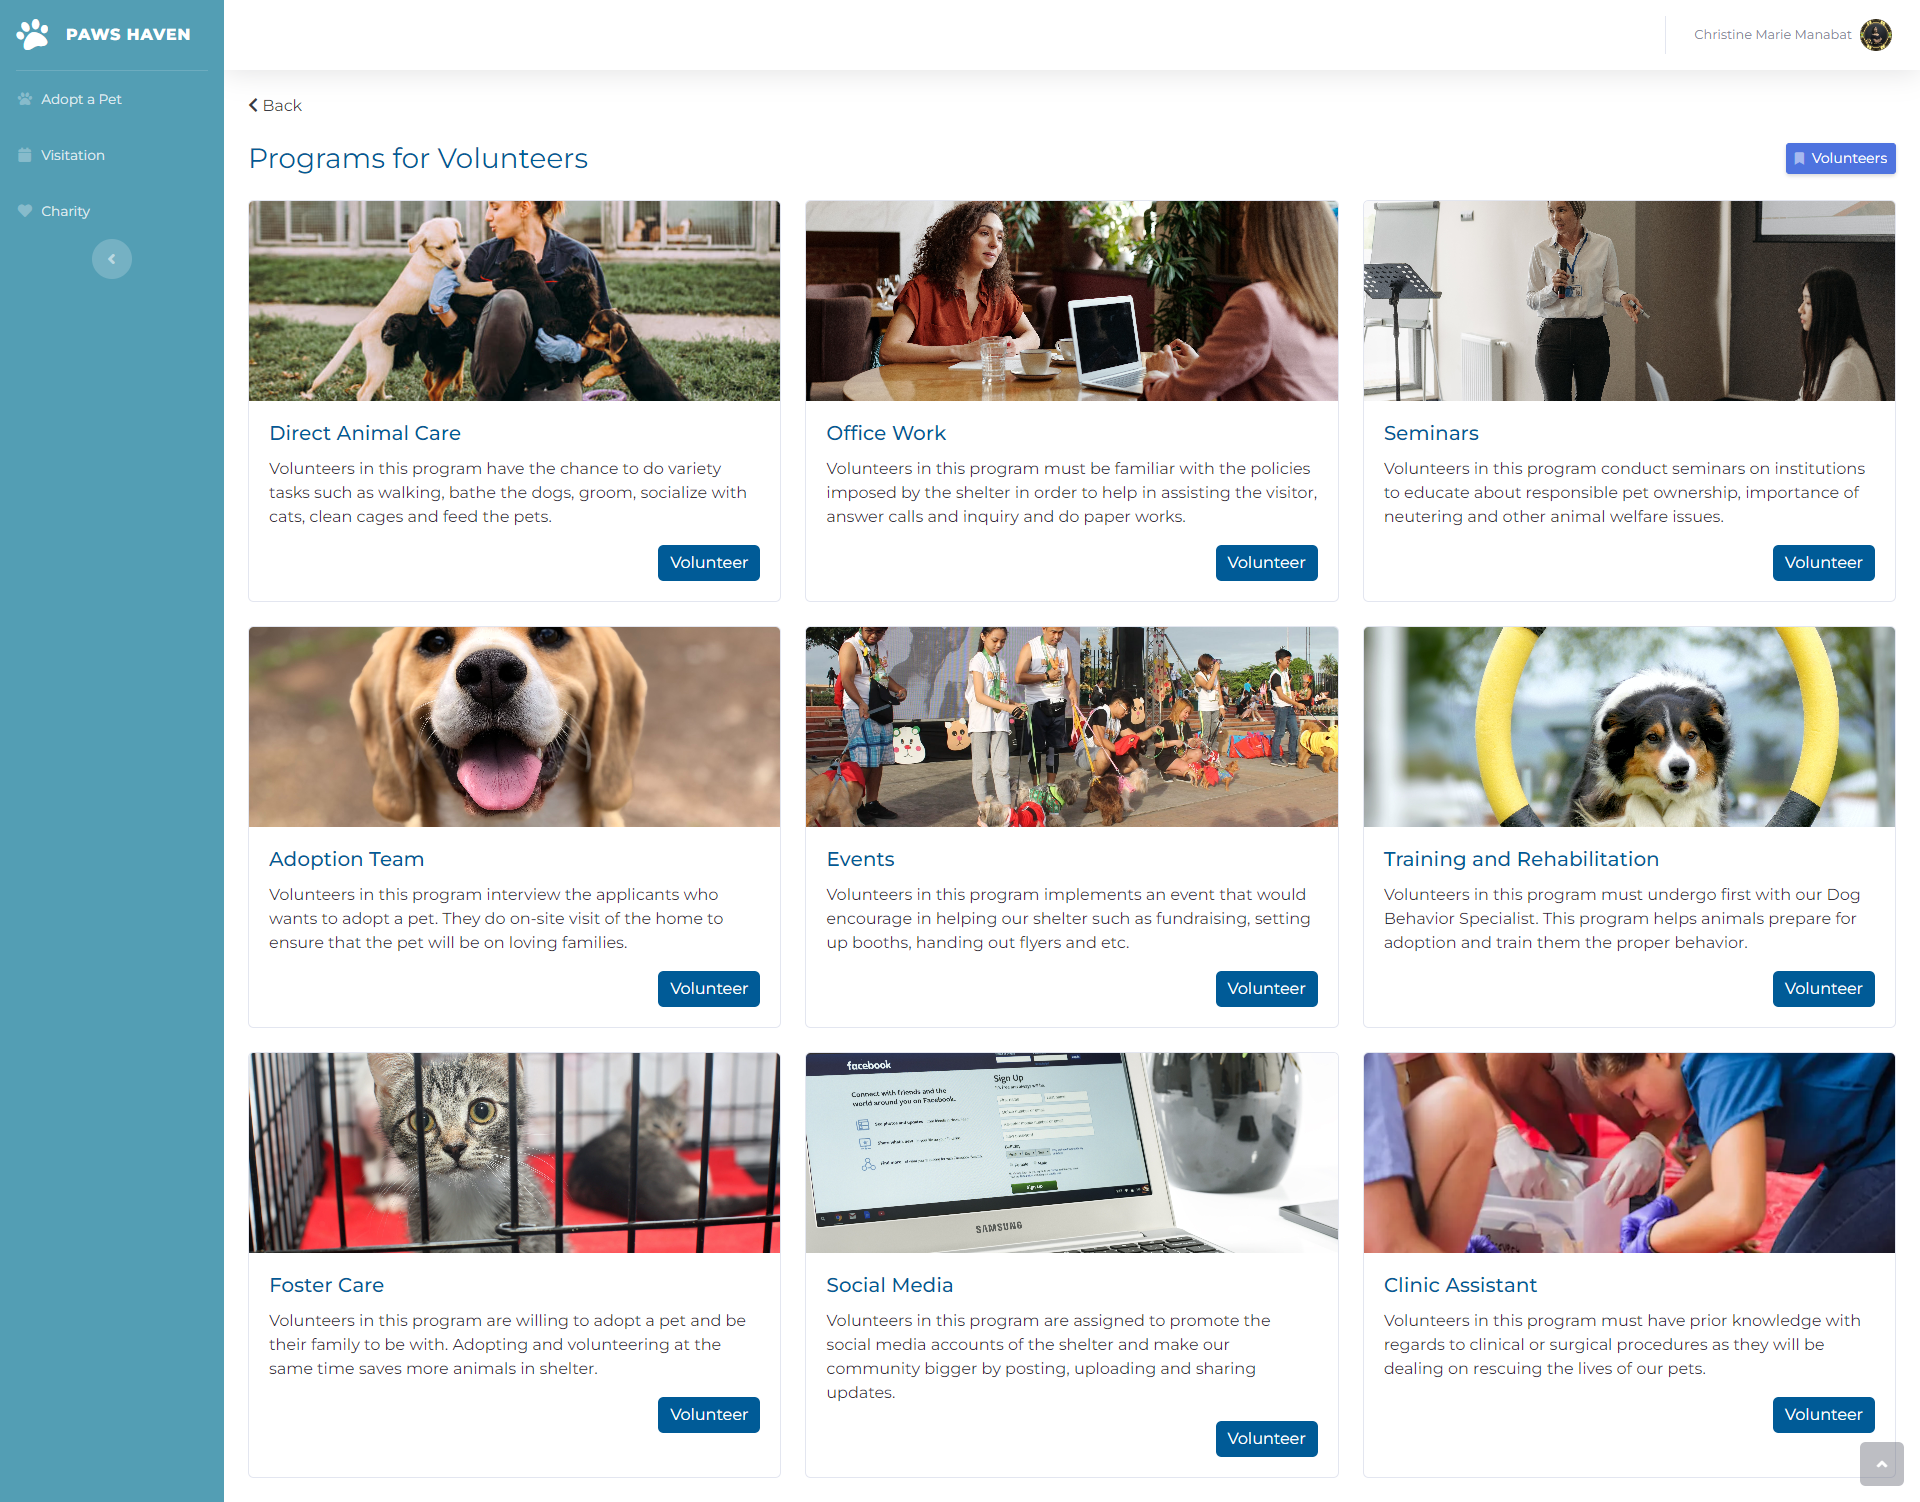 PAWS HAVEN
Christine Marie Manabat
Adopt a Pet
Visitation
Charity
Back
Programs for Volunteers
Volunteers
Direct Animal Care
Volunteers in this program have the chance to do variety
tasks such as walking, bathe the dogs, groom, socialize with
cats, clean cages and feed the pets.
Volunteer
Office Work
Volunteers in this program must be familiar with the policies
imposed by the shelter in order to help in assisting the visitor,
answer calls and inquiry and do paper works.
Volunteer
Seminars
Volunteers in this program conduct seminars on institutions
to educate about responsible pet ownership, importance of
neutering and other animal welfare issues.
Volunteer
Adoption Team
Volunteers in this program interview the applicants who
wants to adopt a pet. They do on-site visit of the home to
ensure that the pet will be on loving families.
Volunteer
Events
Volunteers in this program implements an event that would
encourage in helping our shelter such as fundraising, setting
up booths, handing out flyers and etc.
Volunteer
Training and Rehabilitation
Volunteers in this program must undergo first with our Dog
Behavior Specialist. This program helps animals prepare for
adoption and train them the proper behavior.
Volunteer
Foster Care
Volunteers in this program are willing to adopt a pet and be
their family to be with. Adopting and volunteering at the
same time saves more animals in shelter.
Volunteer
facebook
Connect with friends and the
world around you on Facebook.
Sign Up
Sign Up
SAMSUNG
Social Media
Volunteers in this program are assigned to promote the
social media accounts of the shelter and make our
community bigger by posting, uploading and sharing
updates.
Volunteer
Clinic Assistant
Volunteers in this program must have prior knowledge with
regards to clinical or surgical procedures as they will be
dealing on rescuing the lives of our pets.
Volunteer